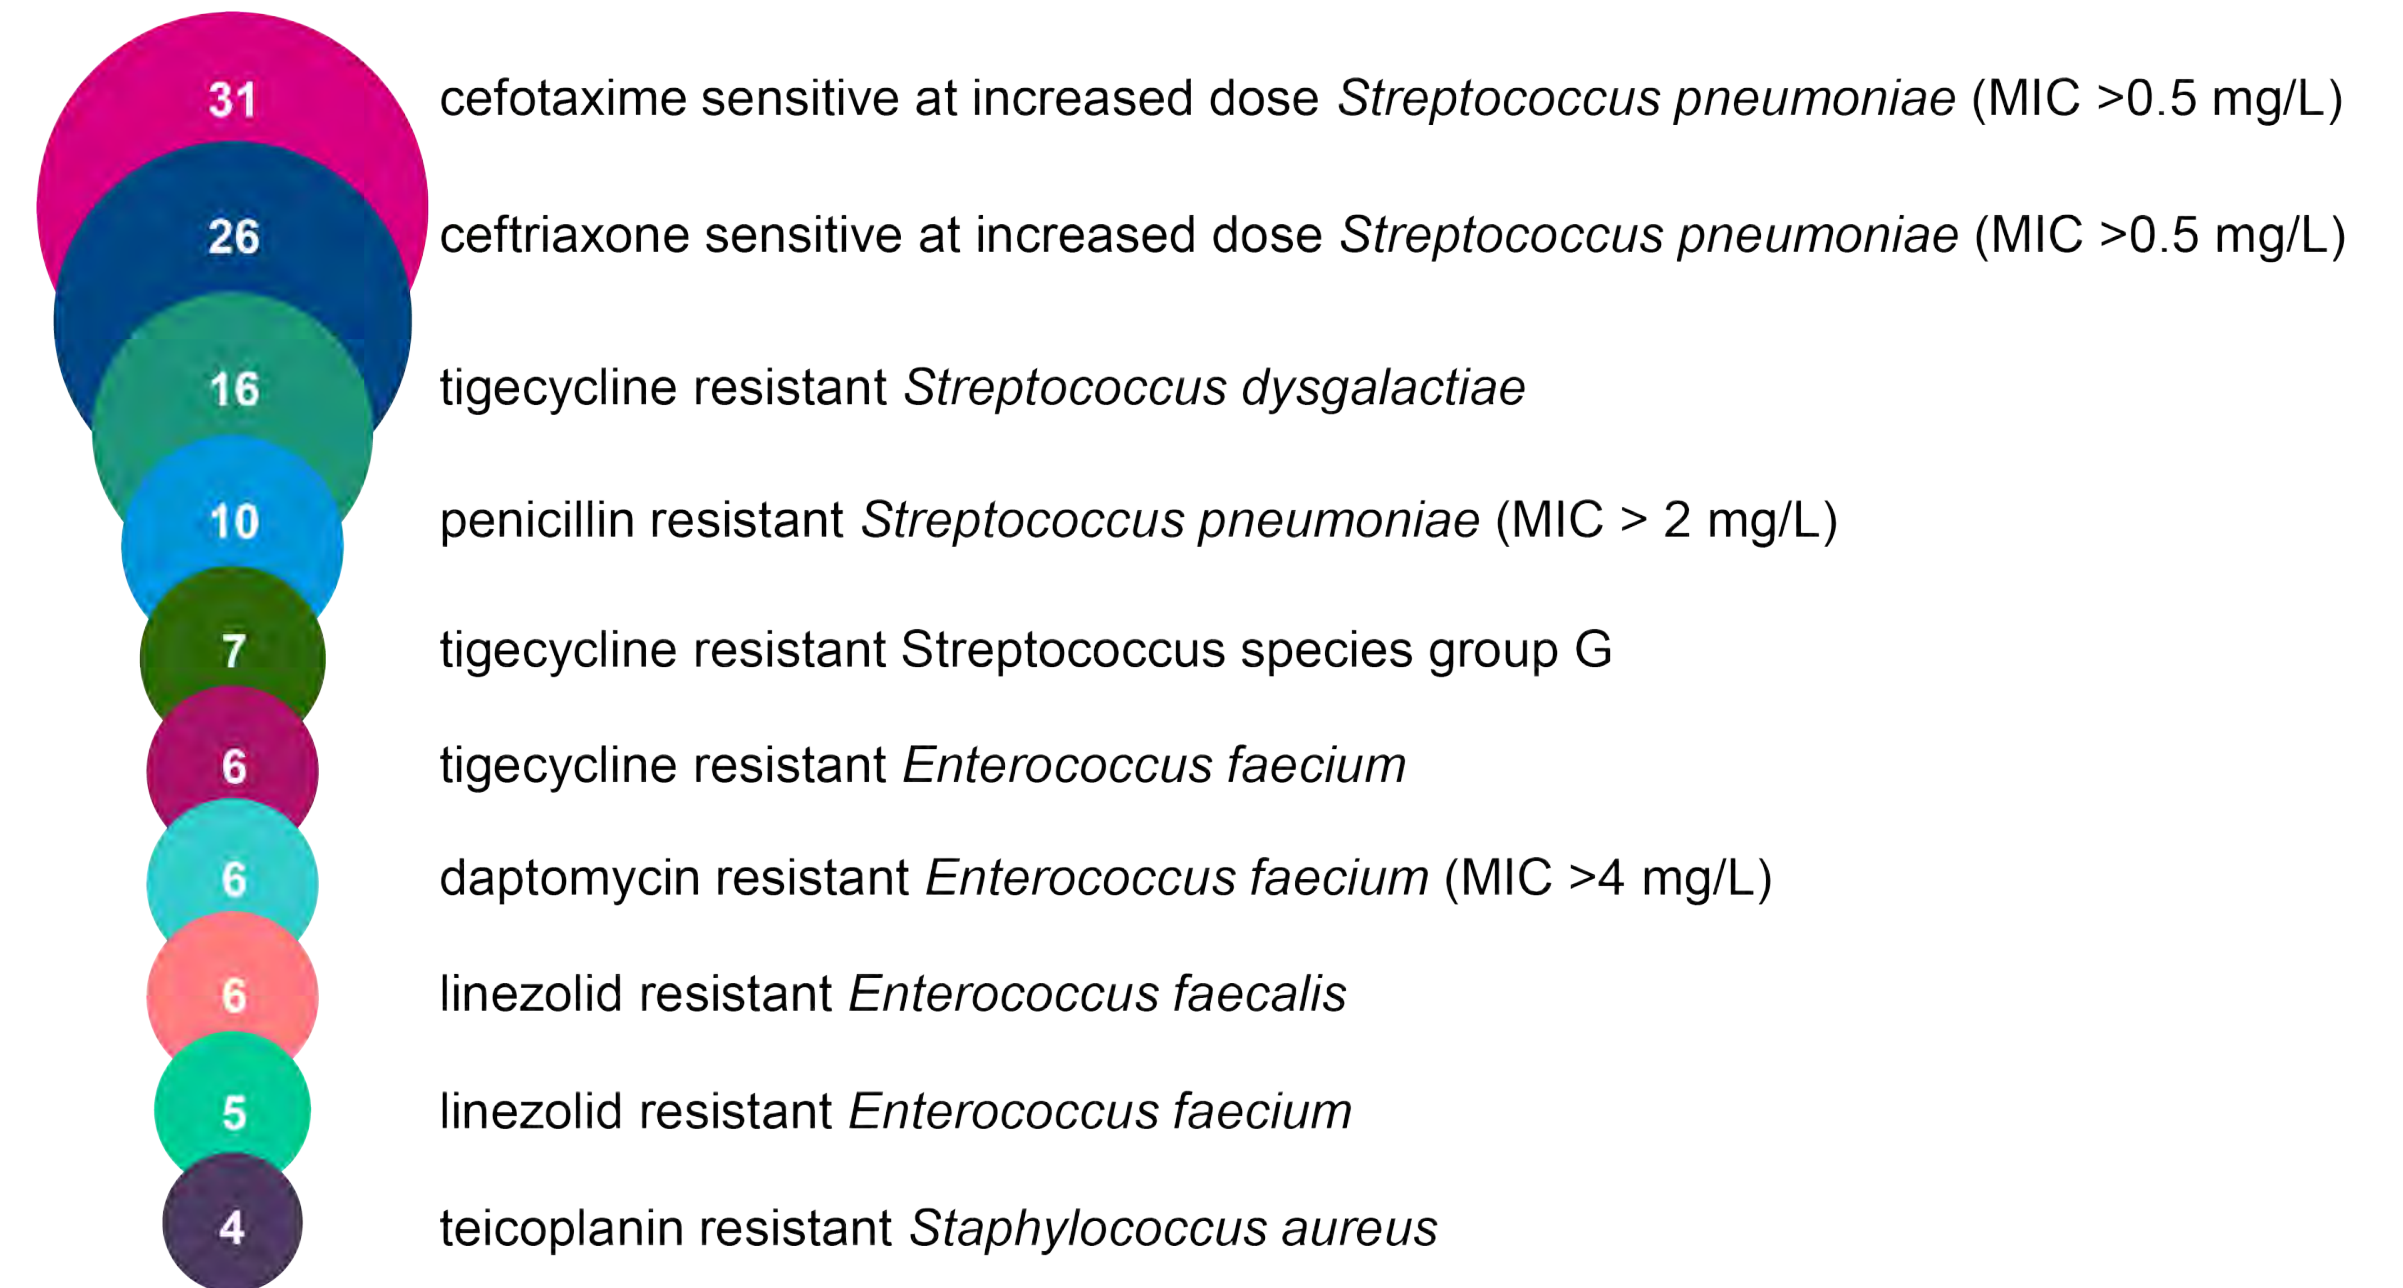 31 cefotaxime sensitive at increased dose Streptococcus pneumoniae (MIC >0.5 mg/L)
26 ceftriaxone sensitive at increased dose Streptococcus pneumoniae (MIC >0.5 mg/L)
16 tigecycline resistant Streptococcus dysgalactiae
10 penicillin resistant Streptococcus pneumoniae (MIC > 2 mg/L)
7 tigecycline resistant Streptococcus species group G
6 tigecycline resistant Enterococcus faecium
6 daptomycin resistant Enterococcus faecium (MIC >4 mg/L)
6 linezolid resistant Enterococcus faecalis
5 linezolid resistant Enterococcus faecium
4 teicoplanin resistant Staphylococcus aureus